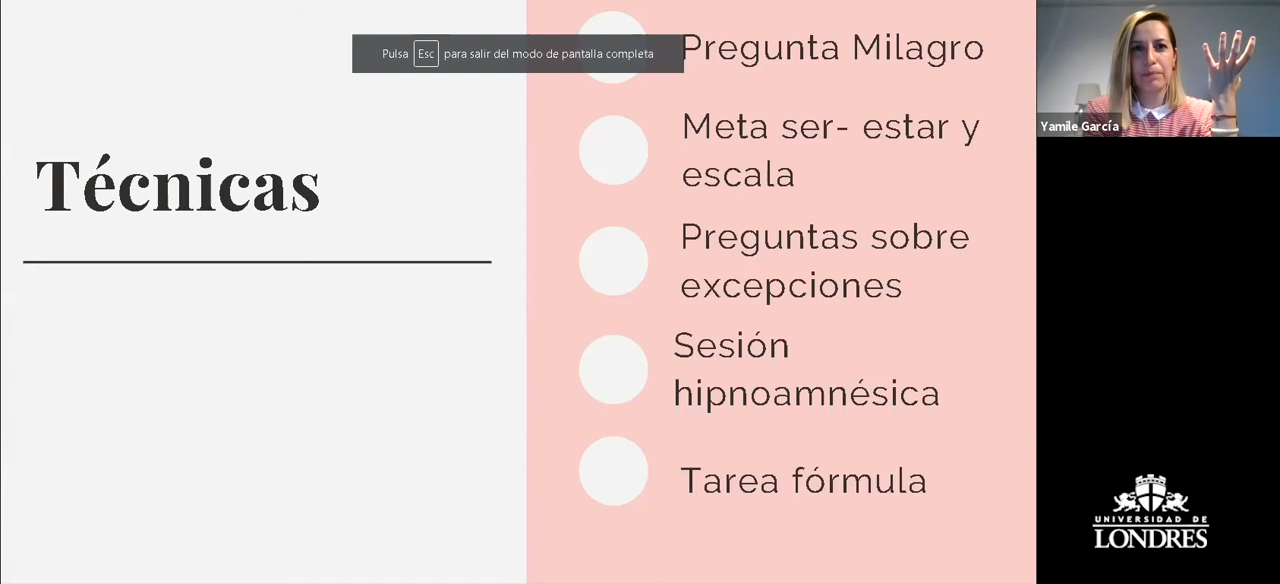 Pulsa Esc para salir del modo de pantalla completa
Pregunta Milagro
Técnicas
Meta ser- estar y
escala
Preguntas sobre
excepciones
Sesión
hipnoamnésica
Tarea fórmula
Yamile García
UNIVERSIDAD DE
LONDRES